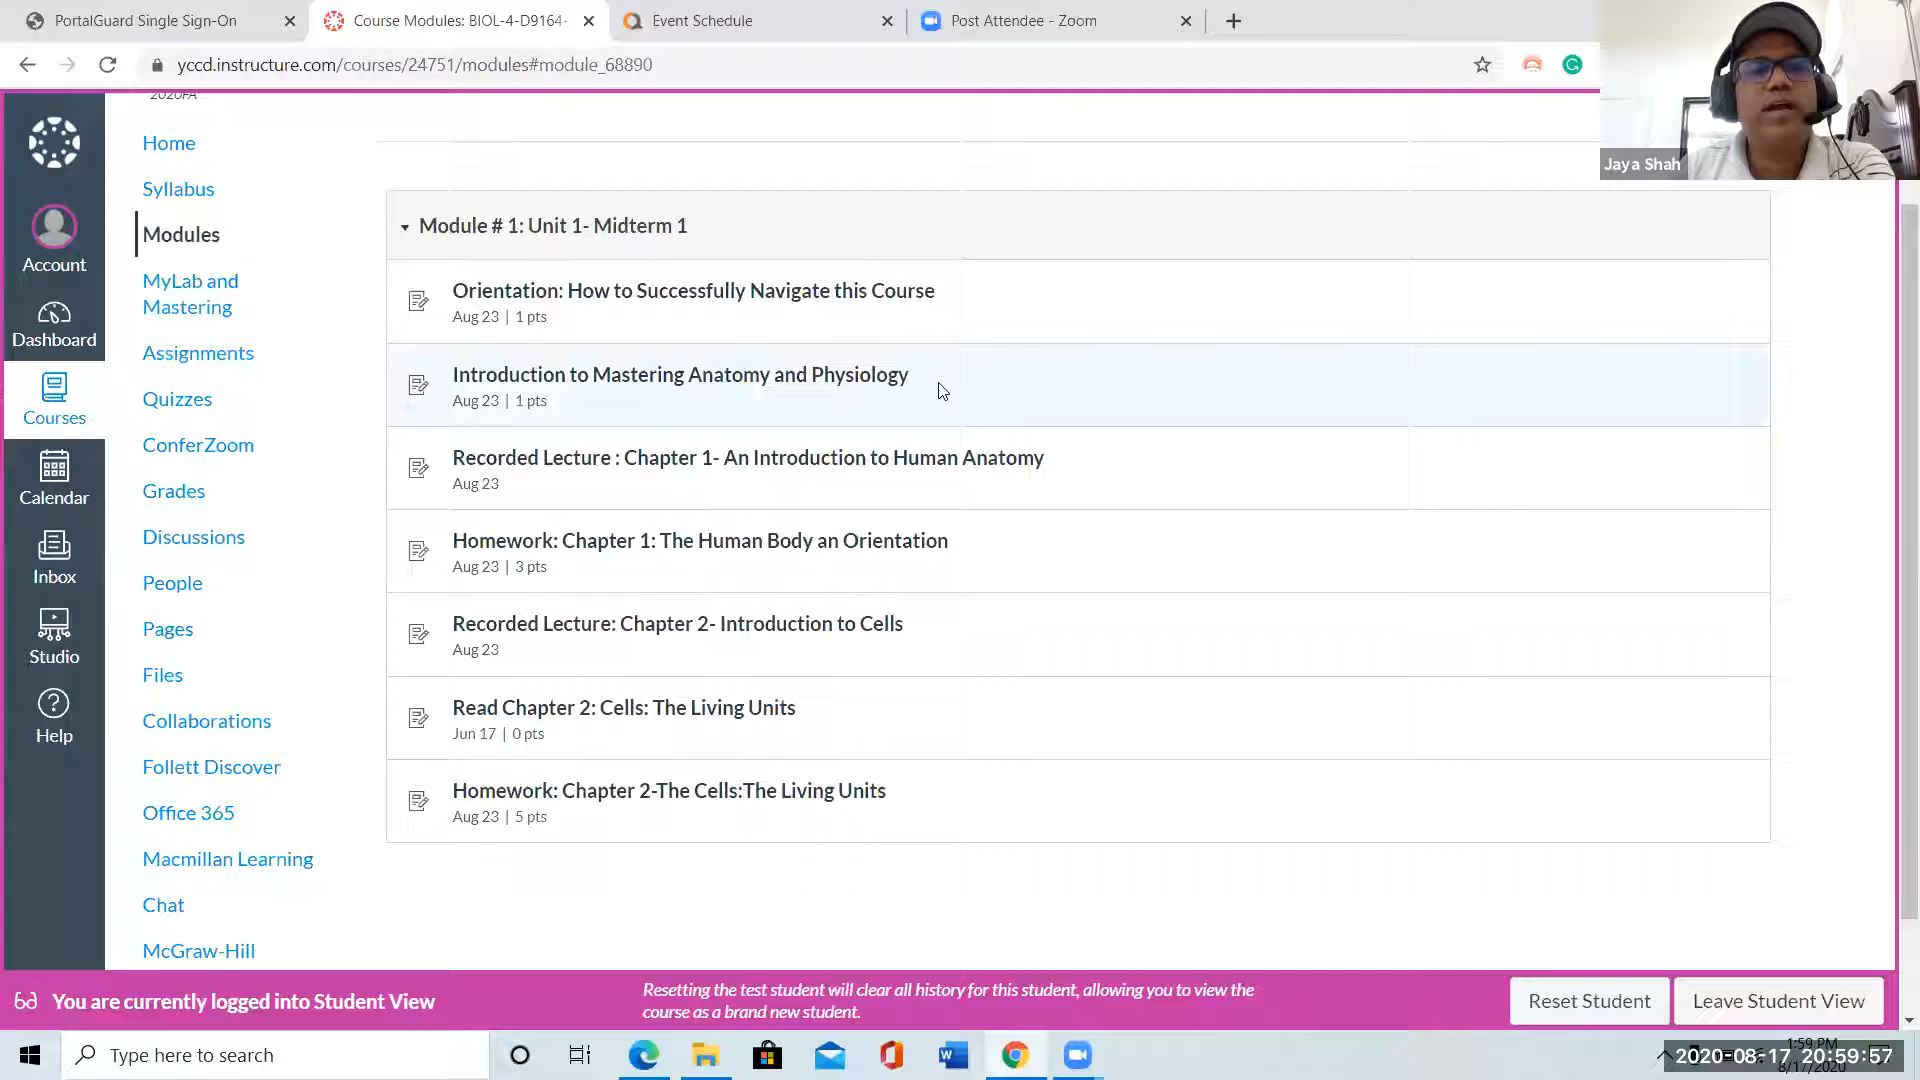 PortalGuard Single Sign-On
Course Modules: BIOL-4-D9164-
Event Schedule
Post Attendee - Zoom
yccd.instructure.com/courses/24751/modules#module_68890
Jaya Shah
2020FA
Home
Syllabus
Modules
MyLab and
Mastering
Assignments
Quizzes
ConferZoom
Grades
Discussions
People
Pages
Files
Collaborations
Follett Discover
Office 365
Macmillan Learning
Chat
McGraw-Hill
Account
Dashboard
Courses
Calendar
Inbox
Studio
Help
Module # 1: Unit 1- Midterm 1
Orientation: How to Successfully Navigate this Course
Aug 23 | 1 pts
Introduction to Mastering Anatomy and Physiology
Aug 23 | 1 pts
Recorded Lecture : Chapter 1- An Introduction to Human Anatomy
Aug 23
Homework: Chapter 1: The Human Body an Orientation
Aug 23 | 3 pts
Recorded Lecture: Chapter 2- Introduction to Cells
Aug 23
Read Chapter 2: Cells: The Living Units
Jun 17 | 0 pts
Homework: Chapter 2-The Cells:The Living Units
Aug 23 | 5 pts
You are currently logged into Student View
Resetting the test student will clear all history for this student, allowing you to view the
course as a brand new student.
Reset Student
Leave Student View
Type here to search
1:59 PM
2020-08-17 20:59:57
8/17/2020